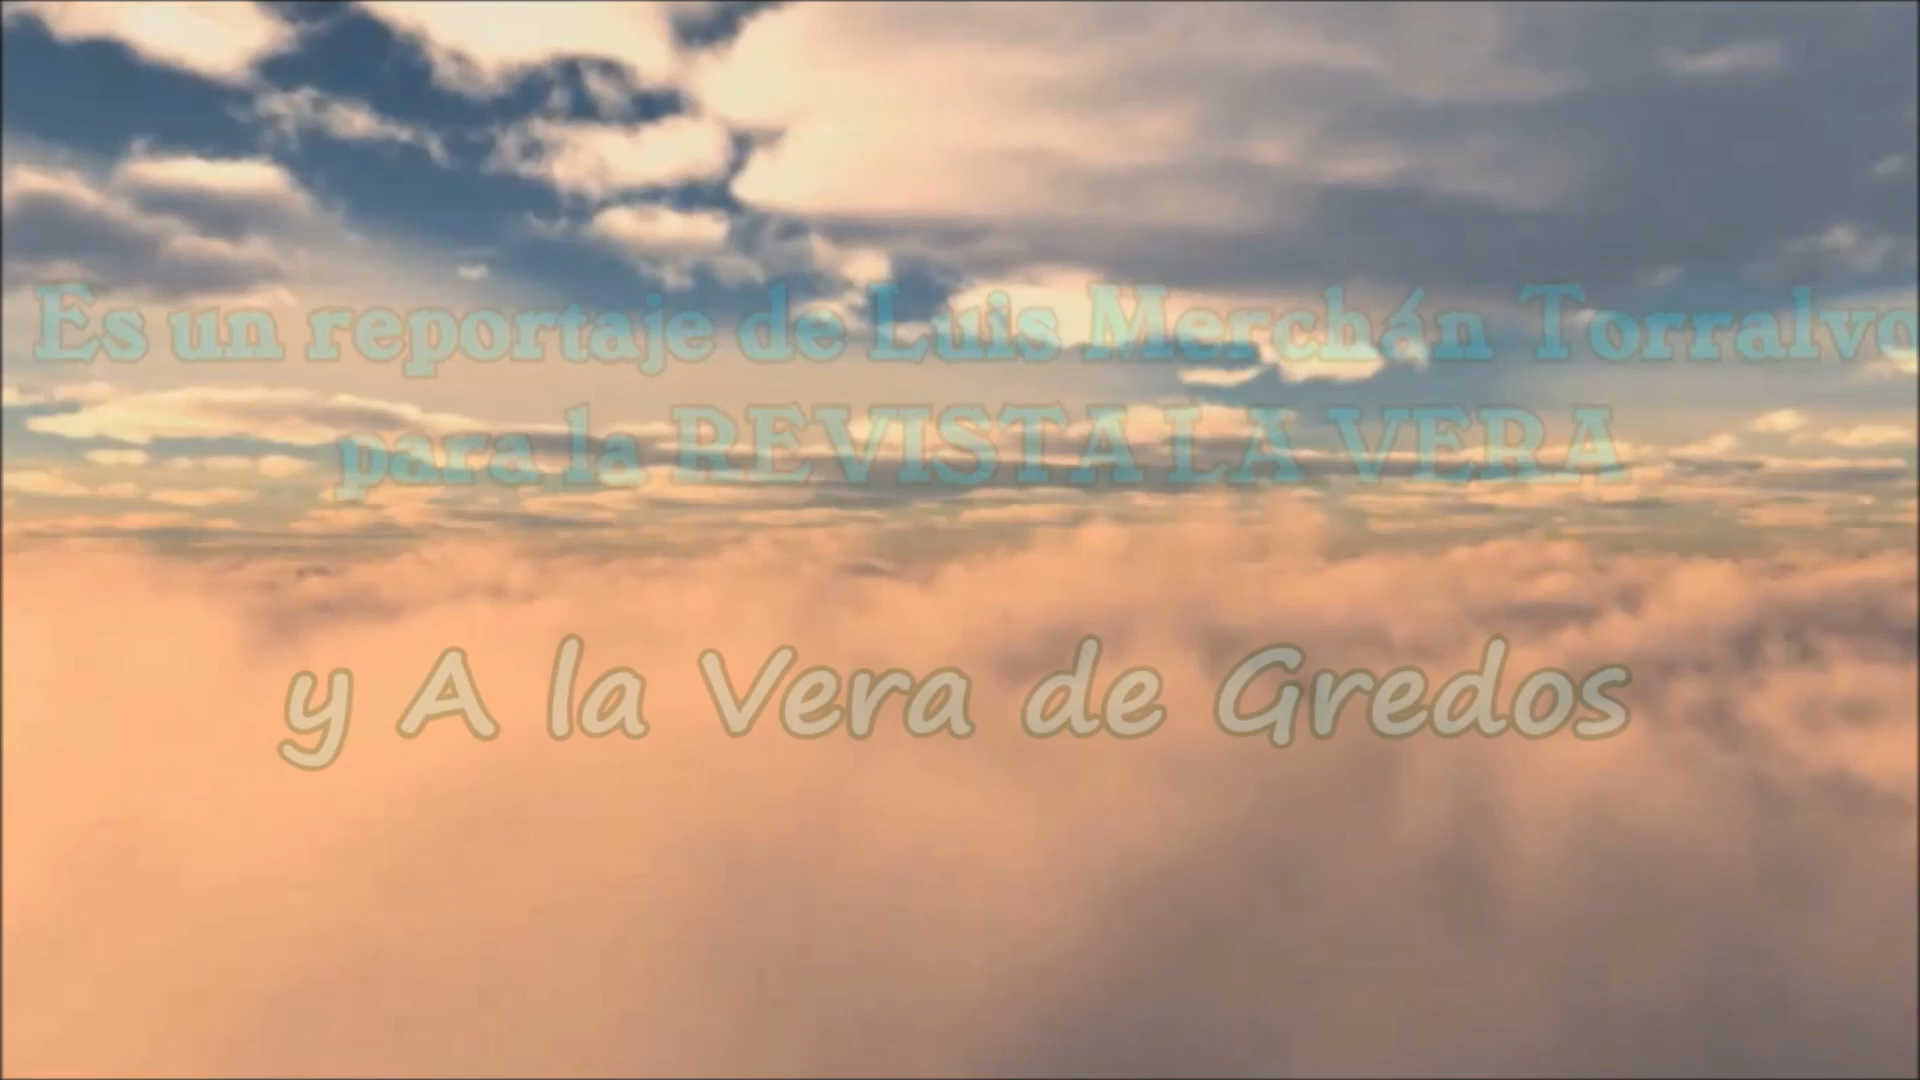 Es un reportaje de Luis Merchán Torralvo
para la REVISTA LA VERA
y A la Vera de Gredos